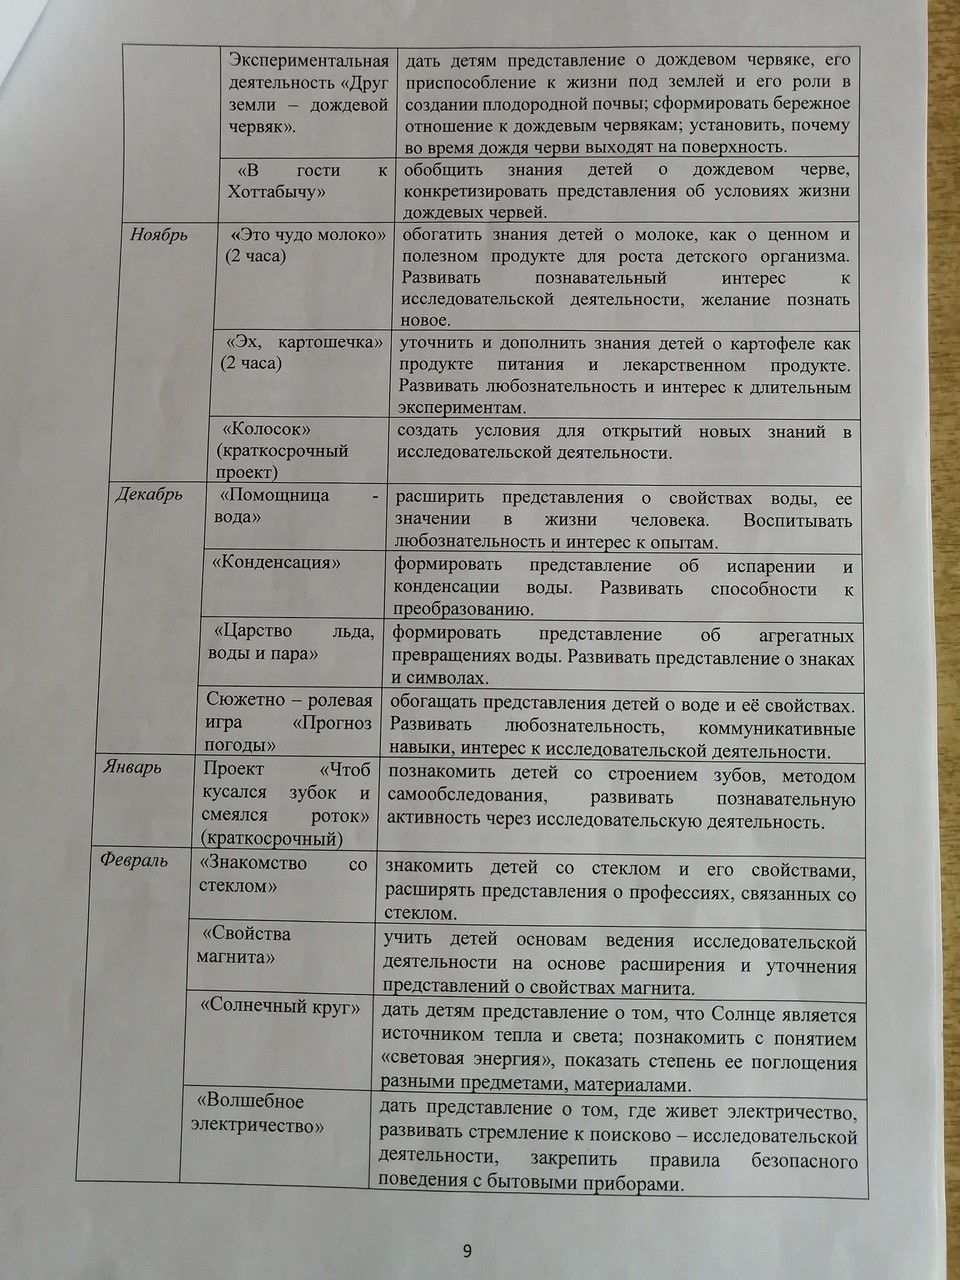 Экспериментальная
деятельность «Друг
земли – дождевой
червяк».
дать детям представление о дождевом червяке, его
приспособление к жизни под землей и его роли в
создании плодородной почвы; сформировать бережное
отношение к дождевым червякам; установить, почему
во время дождя черви выходят на поверхность.
«В гости к
Хоттабычу»
обобщить знания детей о дождевом черве,
конкретизировать представления об условиях жизни
дождевых червей.
Ноябрь
«Это чудо молоко»
(2 часа)
обогатить знания детей о молоке, как о ценном и
полезном продукте для роста детского организма.
Развивать познавательный интерес к
исследовательской деятельности, желание познать
новое.
«Эх, картошечка»
(2 часа)
уточнить и дополнить знания детей о картофеле как
продукте питания и лекарственном продукте.
Развивать любознательность и интерес к длительным
экспериментам.
«Колосок»
(краткосрочный
проект)
создать условия для открытий новых знаний в
исследовательской деятельности.
Декабрь
«Помощница -
вода»
расширить представления о свойствах воды, ее
значении в жизни человека. Воспитывать
любознательность и интерес к опытам.
«Конденсация»
формировать представление об испарении и
конденсации воды. Развивать способности к
преобразованию.
«Царство льда,
воды и пара»
формировать представление об агрегатных
превращениях воды. Развивать представление о знаках
и символах.
Сюжетно – ролевая
игра «Прогноз
погоды»
обогащать представления детей о воде и её свойствах.
Развивать любознательность, коммуникативные
навыки, интерес к исследовательской деятельности.
Январь
Проект «Чтоб
кусался зубок и
смеялся роток»
(краткосрочный)
познакомить детей со строением зубов, методом
самообследования, развивать познавательную
активность через исследовательскую деятельность.
Февраль
«Знакомство со
стеклом»
знакомить детей со стеклом и его свойствами,
расширять представления о профессиях, связанных со
стеклом.
«Свойства
магнита»
учить детей основам ведения исследовательской
деятельности на основе расширения и уточнения
представлений о свойствах магнита.
«Солнечный круг»
дать детям представление о том, что Солнце является
источником тепла и света; познакомить с понятием
«световая энергия», показать степень ее поглощения
разными предметами, материалами.
«Волшебное
электричество»
дать представление о том, где живет электричество,
развивать стремление к поисково – исследовательской
деятельности, закрепить правила безопасного
поведения с бытовыми приборами.
9